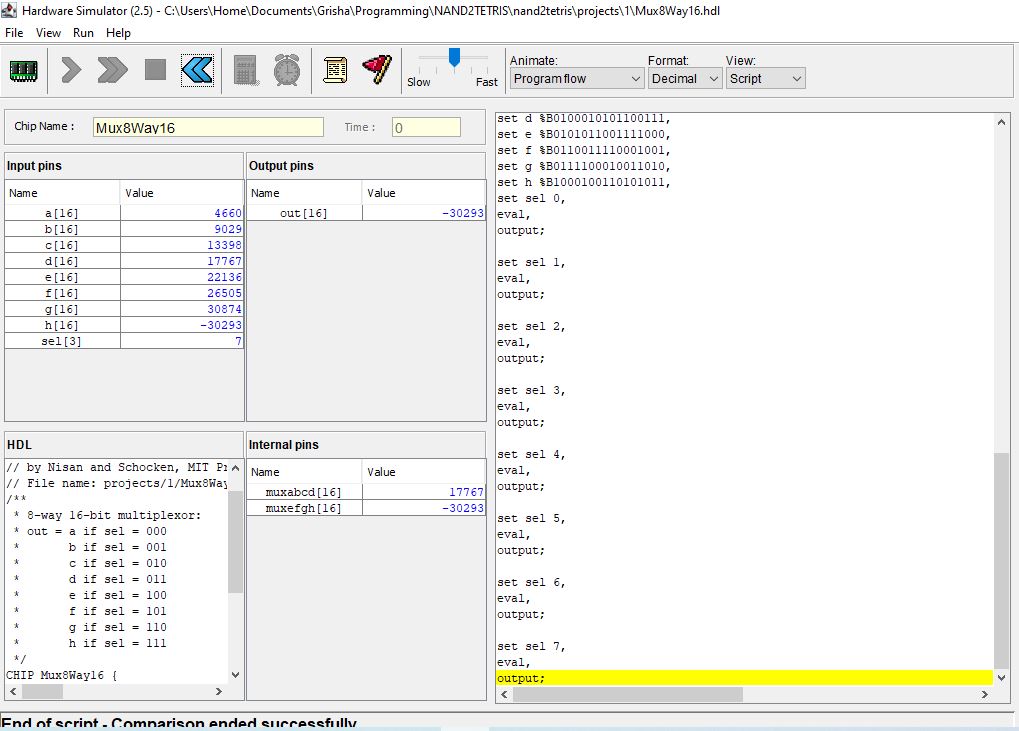 Hardware Simulator (2.5) - C:\Users\Home\Documents\Grisha\Programming\NAND2TETRIS\nand2tetris\projects\1\Mux8Way16.hdl
File View Run Help
Slow Fast
Animate: Format: View:
Program flow Decimal Script
Chip Name : Mux8Way16 Time : 0
Input pins
Name Value
a[16] 4660
b[16] 9029
c[16] 13398
d[16] 17767
e[16] 22136
f[16] 26505
g[16] 30874
h[16] -30293
sel[3] 7
Output pins
Name Value
out[16] -30293
HDL
// by Nisan and Schocken, MIT Pr
// File name: projects/1/Mux8Way
/**
* 8-way 16-bit multiplexor:
* out = a if sel = 000
* b if sel = 001
* c if sel = 010
* d if sel = 011
* e if sel = 100
* f if sel = 101
* g if sel = 110
* h if sel = 111
*/
CHIP Mux8Way16 {
Internal pins
Name Value
muxabcd[16] 17767
muxefgh[16] -30293
set d %B0100010101100111,
set e %B0101011001111000,
set f %B0110011110001001,
set g %B0111100010011010,
set h %B1000100110101011,
set sel 0,
eval,
output;
set sel 1,
eval,
output;
set sel 2,
eval,
output;
set sel 3,
eval,
output;
set sel 4,
eval,
output;
set sel 5,
eval,
output;
set sel 6,
eval,
output;
set sel 7,
eval,
output;
End of script - Comparison ended successfully